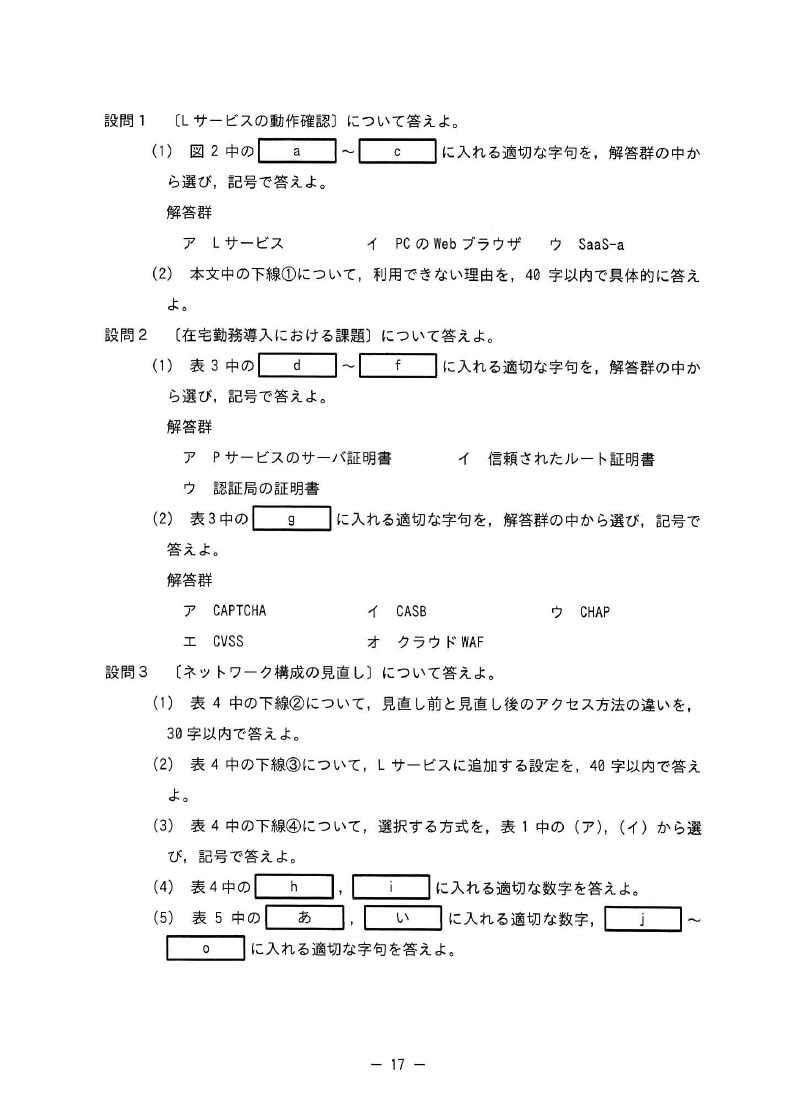 設問1 〔Lサービスの動作確認〕について答えよ。
(1) 図2中の a ～ c に入れる適切な字句を，解答群の中か
ら選び，記号で答えよ。
解答群
ア Lサービス イ PCのWebブラウザ ウ SaaS-a
(2) 本文中の下線①について，利用できない理由を，40字以内で具体的に答え
よ。
設問2 〔在宅勤務導入における課題〕について答えよ。
(1) 表3中の d ～ f に入れる適切な字句を，解答群の中か
ら選び，記号で答えよ。
解答群
ア Pサービスのサーバ証明書 イ 信頼されたルート証明書
ウ 認証局の証明書
(2) 表3中の g に入れる適切な字句を，解答群の中から選び，記号で
答えよ。
解答群
ア CAPTCHA イ CASB ウ CHAP
エ CVSS オ クラウドWAF
設問3 〔ネットワーク構成の見直し〕について答えよ。
(1) 表4中の下線②について，見直し前と見直し後のアクセス方法の違いを，
30字以内で答えよ。
(2) 表4中の下線③について，Lサービスに追加する設定を，40字以内で答え
よ。
(3) 表4中の下線④について，選択する方式を，表1中の（ア），（イ）から選
び，記号で答えよ。
(4) 表4中の h ， i に入れる適切な数字を答えよ。
(5) 表5中の あ ， い に入れる適切な数字， j ～
o に入れる適切な字句を答えよ。
— 17 —